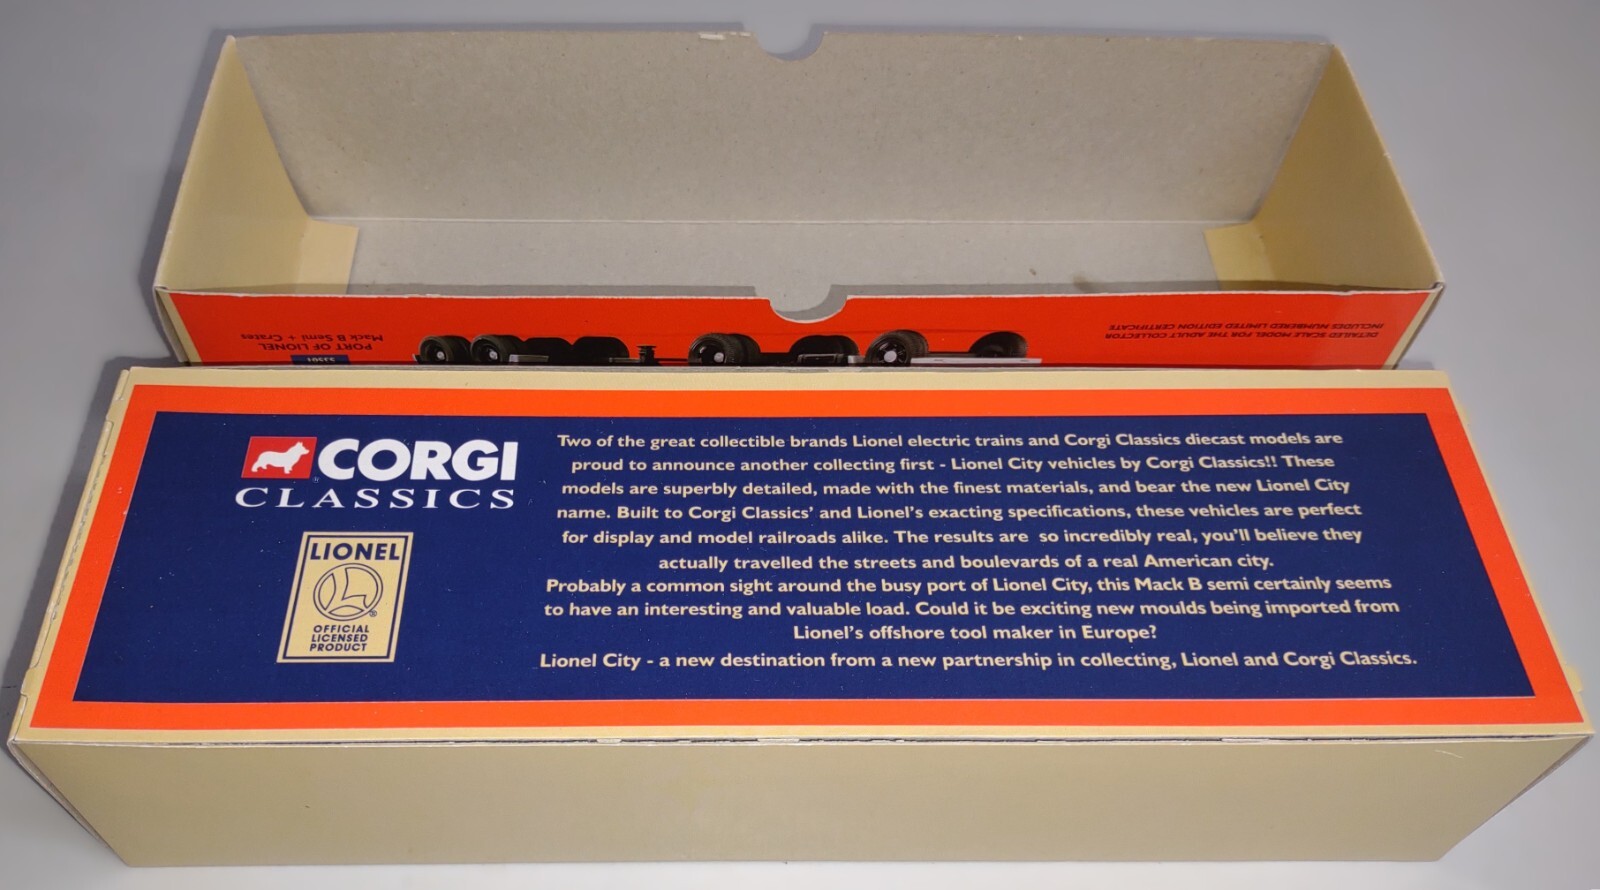 PORT OF LIONEL
Mack B Semi + Crates
DETAILED SCALE MODEL FOR THE ADULT COLLECTOR
INCLUDES NUMBERED LIMITED EDITION CERTIFICATE
CORGI
CLASSICS
LIONEL
L
OFFICIAL
LICENSED
PRODUCT
Two of the great collectible brands Lionel electric trains and Corgi Classics diecast models are
proud to announce another collecting first - Lionel City vehicles by Corgi Classics!! These
models are superbly detailed, made with the finest materials, and bear the new Lionel City
name. Built to Corgi Classics' and Lionel's exacting specifications, these vehicles are perfect
for display and model railroads alike. The results are so incredibly real, you'll believe they
actually travelled the streets and boulevards of a real American city.
Probably a common sight around the busy port of Lionel City, this Mack B semi certainly seems
to have an interesting and valuable load. Could it be exciting new moulds being imported from
Lionel's offshore tool maker in Europe?
Lionel City - a new destination from a new partnership in collecting, Lionel and Corgi Classics.